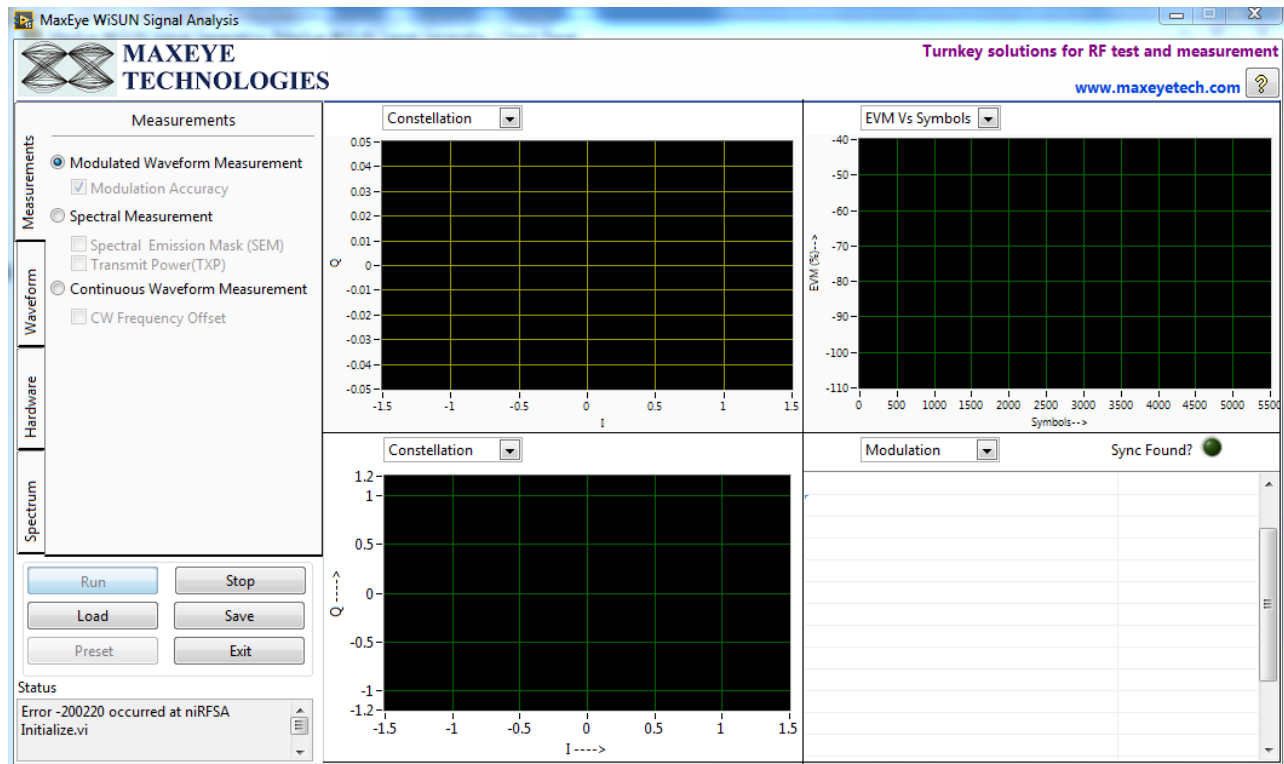 MaxEye WiSUN Signal Analysis
MAXEYE
TECHNOLOGIES
Turnkey solutions for RF test and measurement
www.maxeyetech.com
?
Measurements
Waveform
Hardware
Spectrum
Measurements
Modulated Waveform Measurement
Modulation Accuracy
Spectral Measurement
Spectral Emission Mask (SEM)
Transmit Power(TXP)
Continuous Waveform Measurement
CW Frequency Offset
Run
Stop
Load
Save
Preset
Exit
Status
Error -200220 occurred at niRFSA
Initialize.vi
Constellation
0.05
0.04
0.03
0.02
0.01
0
-0.01
-0.02
-0.03
-0.04
-0.05
Q
-1.5 -1 -0.5 0 0.5 1 1.5
I
EVM Vs Symbols
-40
-50
-60
-70
-80
-90
-100
-110
EVM (%)-->
0 500 1000 1500 2000 2500 3000 3500 4000 4500 5000 5500
Symbols-->
Constellation
1.2
1
0.5
0
-0.5
-1
-1.2
Q ---->
-1.5 -1 -0.5 0 0.5 1 1.5
I ---->
Modulation
Sync Found?